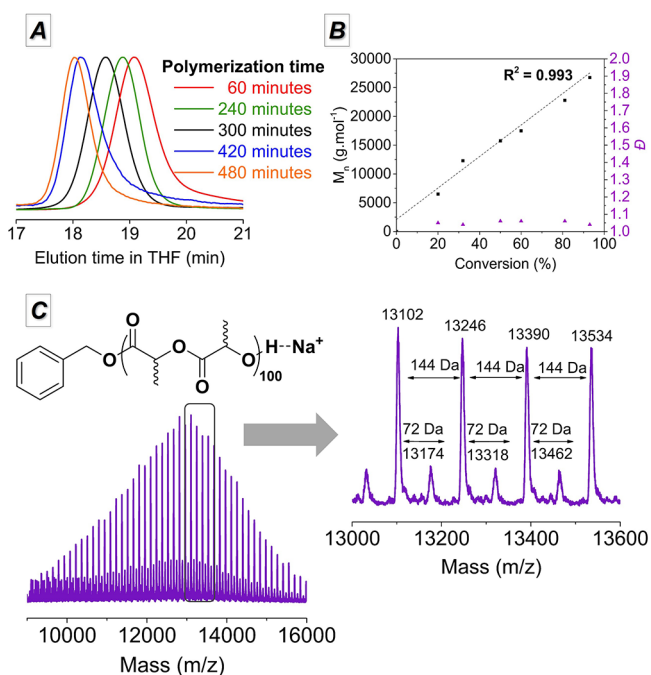 A
Polymerization time
60 minutes
240 minutes
300 minutes
420 minutes
480 minutes
17 18 19 20 21
Elution time in THF (min)
B
R² = 0.993
30000
25000
20000
15000
10000
5000
0
Mₙ (g.mol⁻¹)
2.0
1.9
1.8
1.7
1.6
1.5
1.4
1.3
1.2
1.1
1.0
Đ
0 20 40 60 80 100
Conversion (%)
C
O
O
O
O
O
H--Na⁺
100
10000 12000 14000 16000
Mass (m/z)
13102
13246
13390
13534
144 Da 144 Da 144 Da
72 Da 72 Da 72 Da
13174 13318 13462
13000 13200 13400 13600
Mass (m/z)